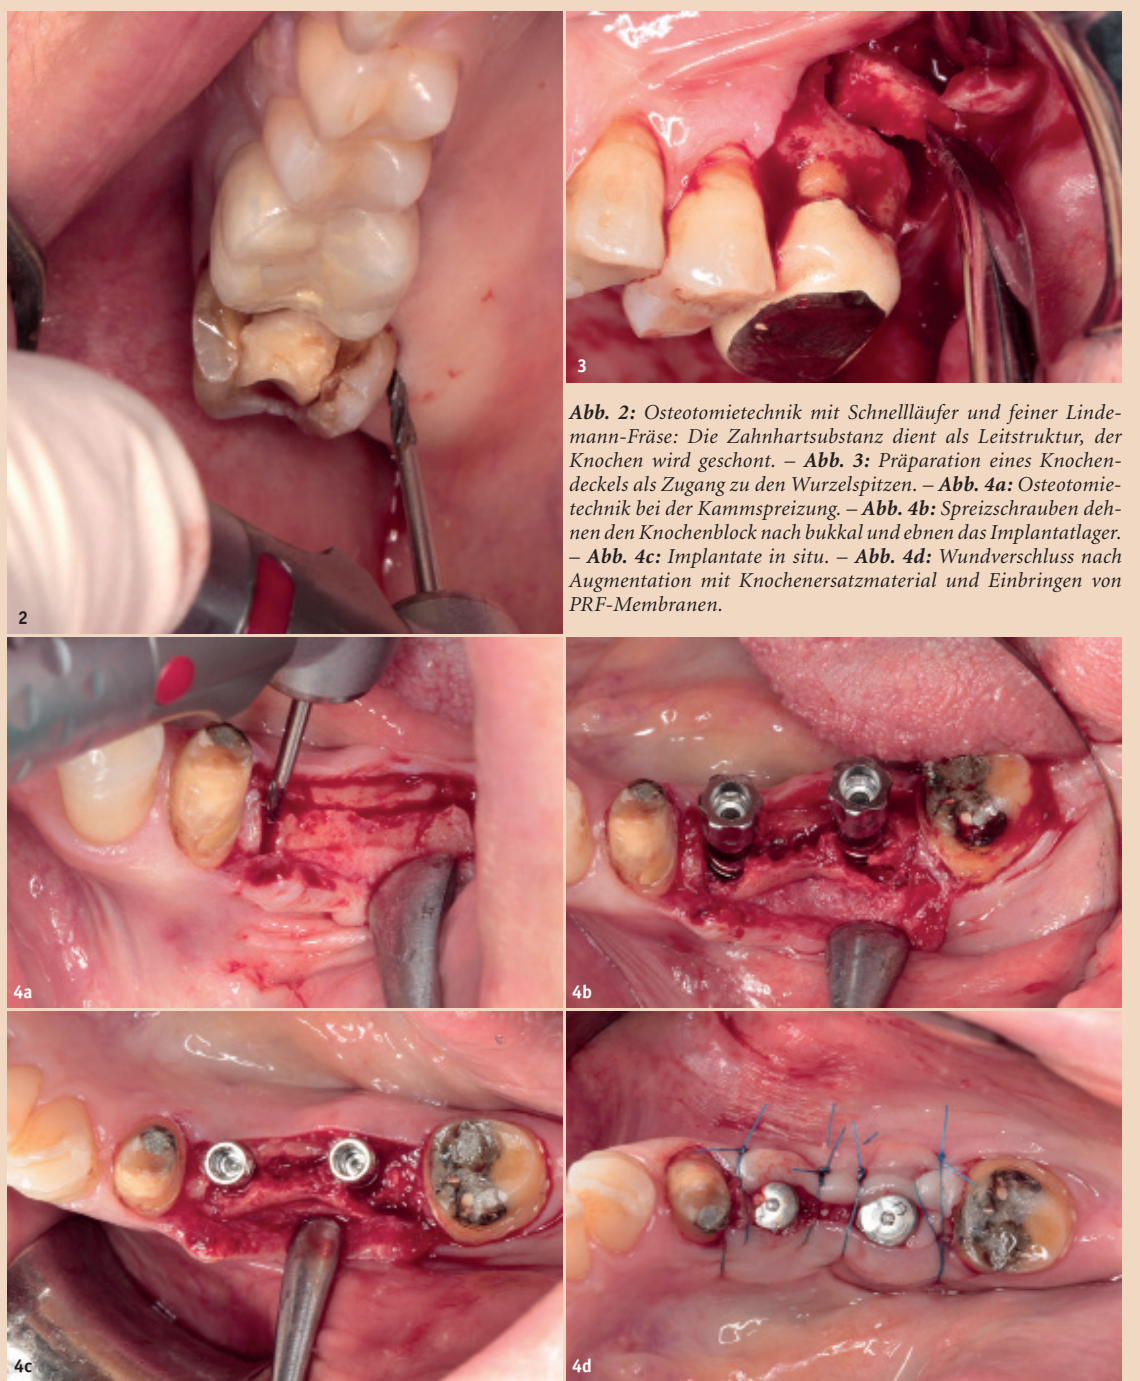 2
3
Abb. 2: Osteotomietechnik mit Schnellläufer und feiner Linde-
mann-Fräse: Die Zahnhartsubstanz dient als Leitstruktur, der
Knochen wird geschont. – Abb. 3: Präparation eines Knochen-
deckels als Zugang zu den Wurzelspitzen. – Abb. 4a: Osteotomie-
technik bei der Kammspreizung. – Abb. 4b: Spreizschrauben deh-
nen den Knochenblock nach bukkal und ebnen das Implantatlager.
– Abb. 4c: Implantate in situ. – Abb. 4d: Wundverschluss nach
Augmentation mit Knochenersatzmaterial und Einbringen von
PRF-Membranen.
4a
4b
4c
4d